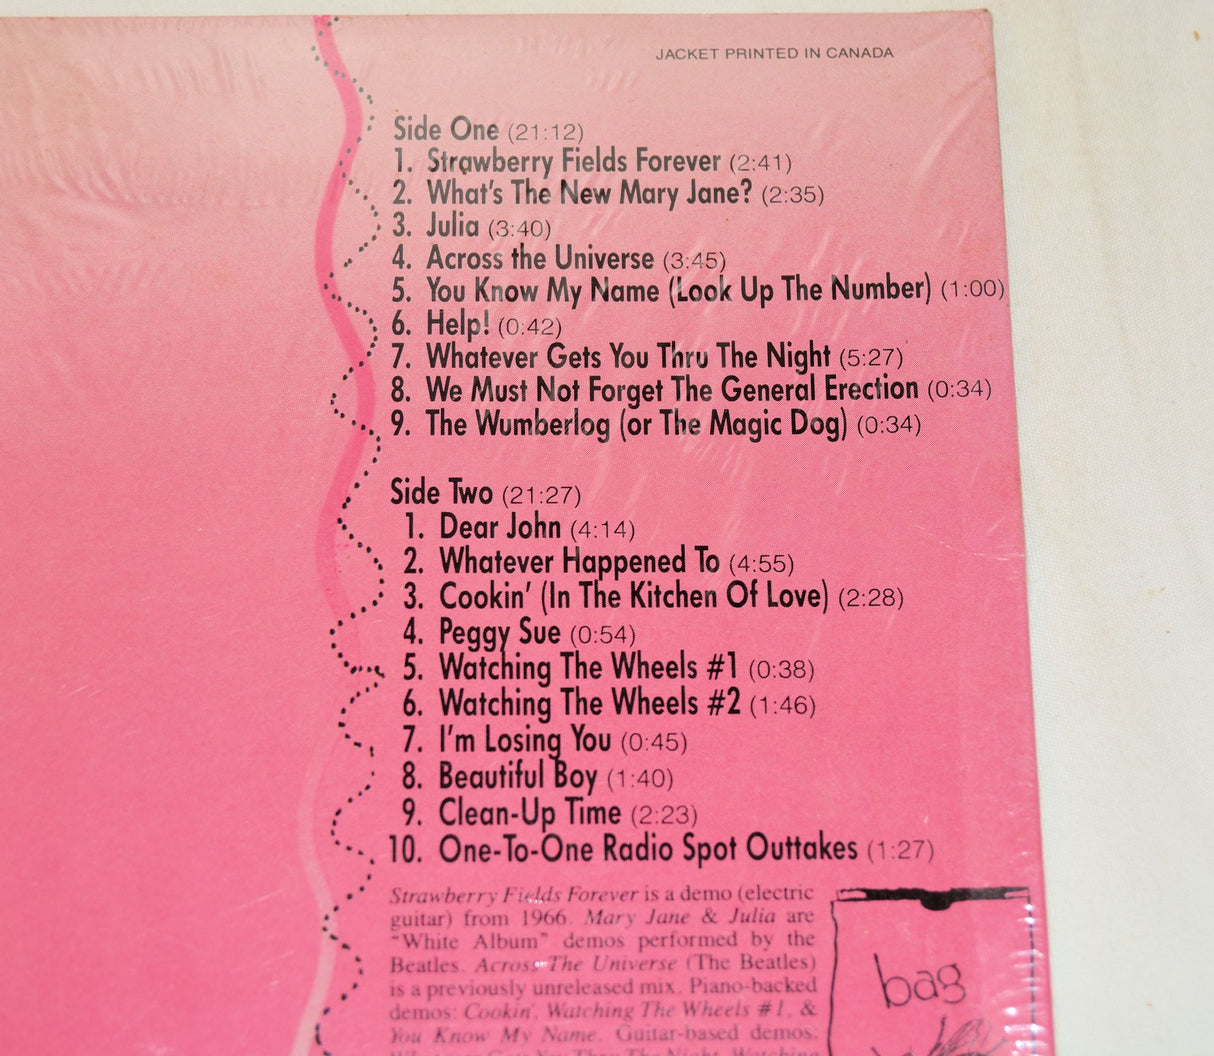 JACKET PRINTED IN CANADA
Side One (21:12)
1. Strawberry Fields Forever (2:41)
2. What's The New Mary Jane? (2:35)
3. Julia (3:40)
4. Across the Universe (3:45)
5. You Know My Name (Look Up The Number) (1:00)
6. Help! (0:42)
7. Whatever Gets You Thru The Night (5:27)
8. We Must Not Forget The General Erection (0:34)
9. The Wumberlog (or The Magic Dog) (0:34)
Side Two (21:27)
1. Dear John (4:14)
2. Whatever Happened To (4:55)
3. Cookin' (In The Kitchen Of Love) (2:28)
4. Peggy Sue (0:54)
5. Watching The Wheels #1 (0:38)
6. Watching The Wheels #2 (1:46)
7. I'm Losing You (0:45)
8. Beautiful Boy (1:40)
9. Clean-Up Time (2:23)
10. One-To-One Radio Spot Outtakes (1:27)
Strawberry Fields Forever is a demo (electric
guitar) from 1966. Mary Jane & Julia are
"White Album" demos performed by the
Beatles. Across The Universe (The Beatles)
is a previously unreleased mix. Piano-backed
demos: Cookin', Watching The Wheels #1, &
You Know My Name. Guitar-based demos:
Whatever Gets You Thru The Night, Watching
bag